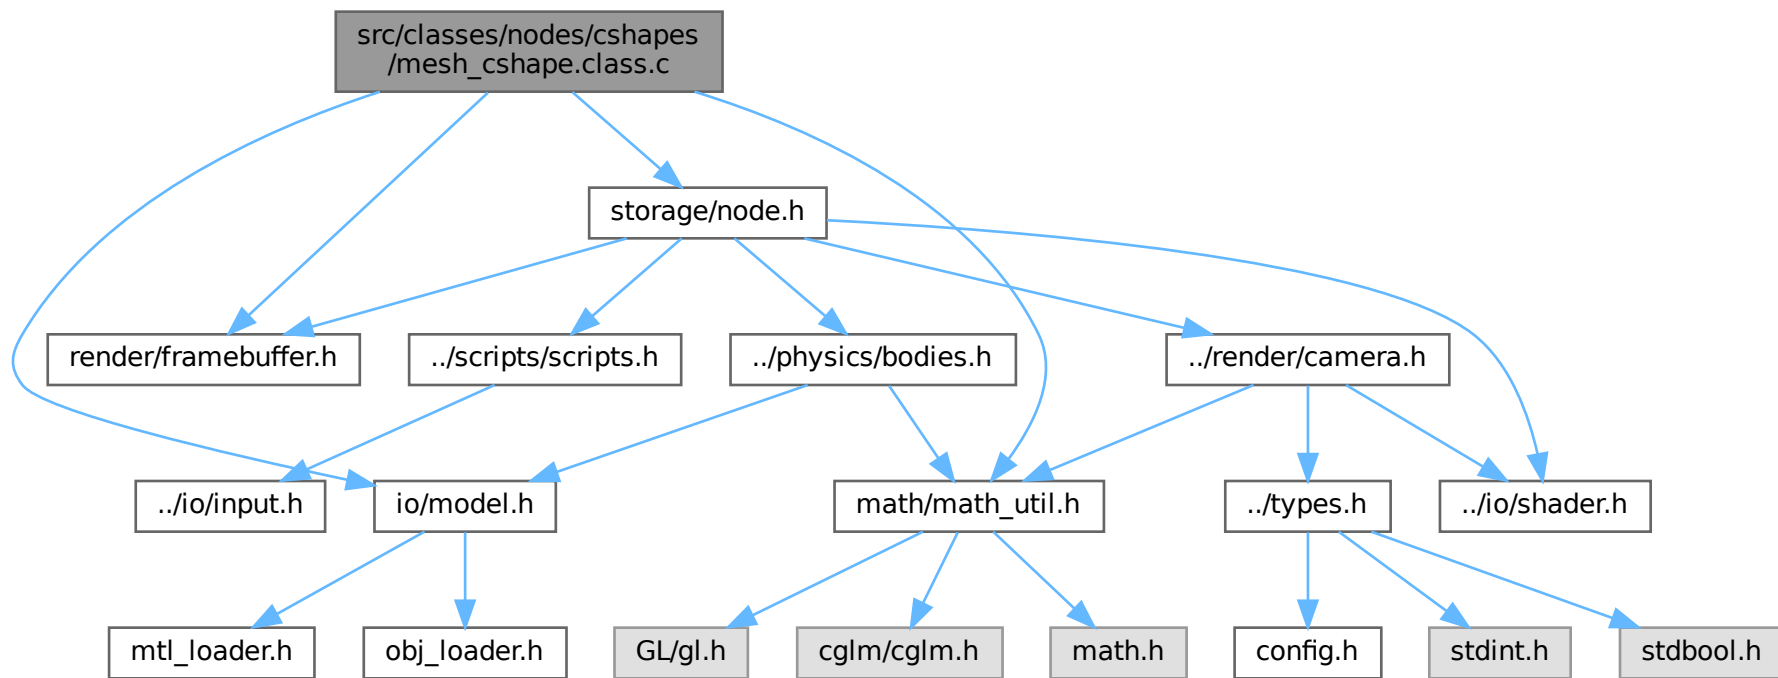 src/classes/nodes/cshapes
/mesh_cshape.class.c
storage/node.h
render/framebuffer.h
../scripts/scripts.h
../physics/bodies.h
../render/camera.h
../io/input.h
io/model.h
math/math_util.h
../types.h
../io/shader.h
mtl_loader.h
obj_loader.h
GL/gl.h
cglm/cglm.h
math.h
config.h
stdint.h
stdbool.h